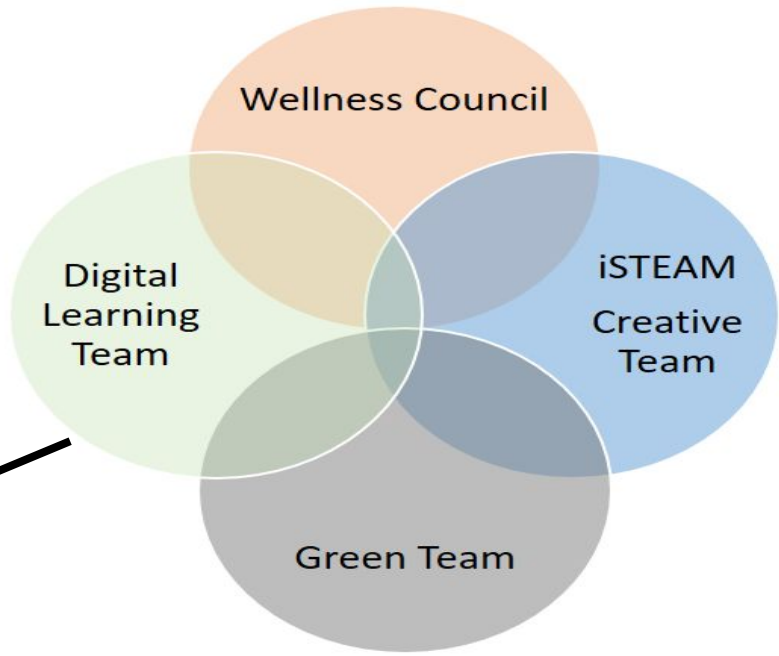 Wellness Council
Digital
Learning
Team
iSTEAM
Creative
Team
Green Team